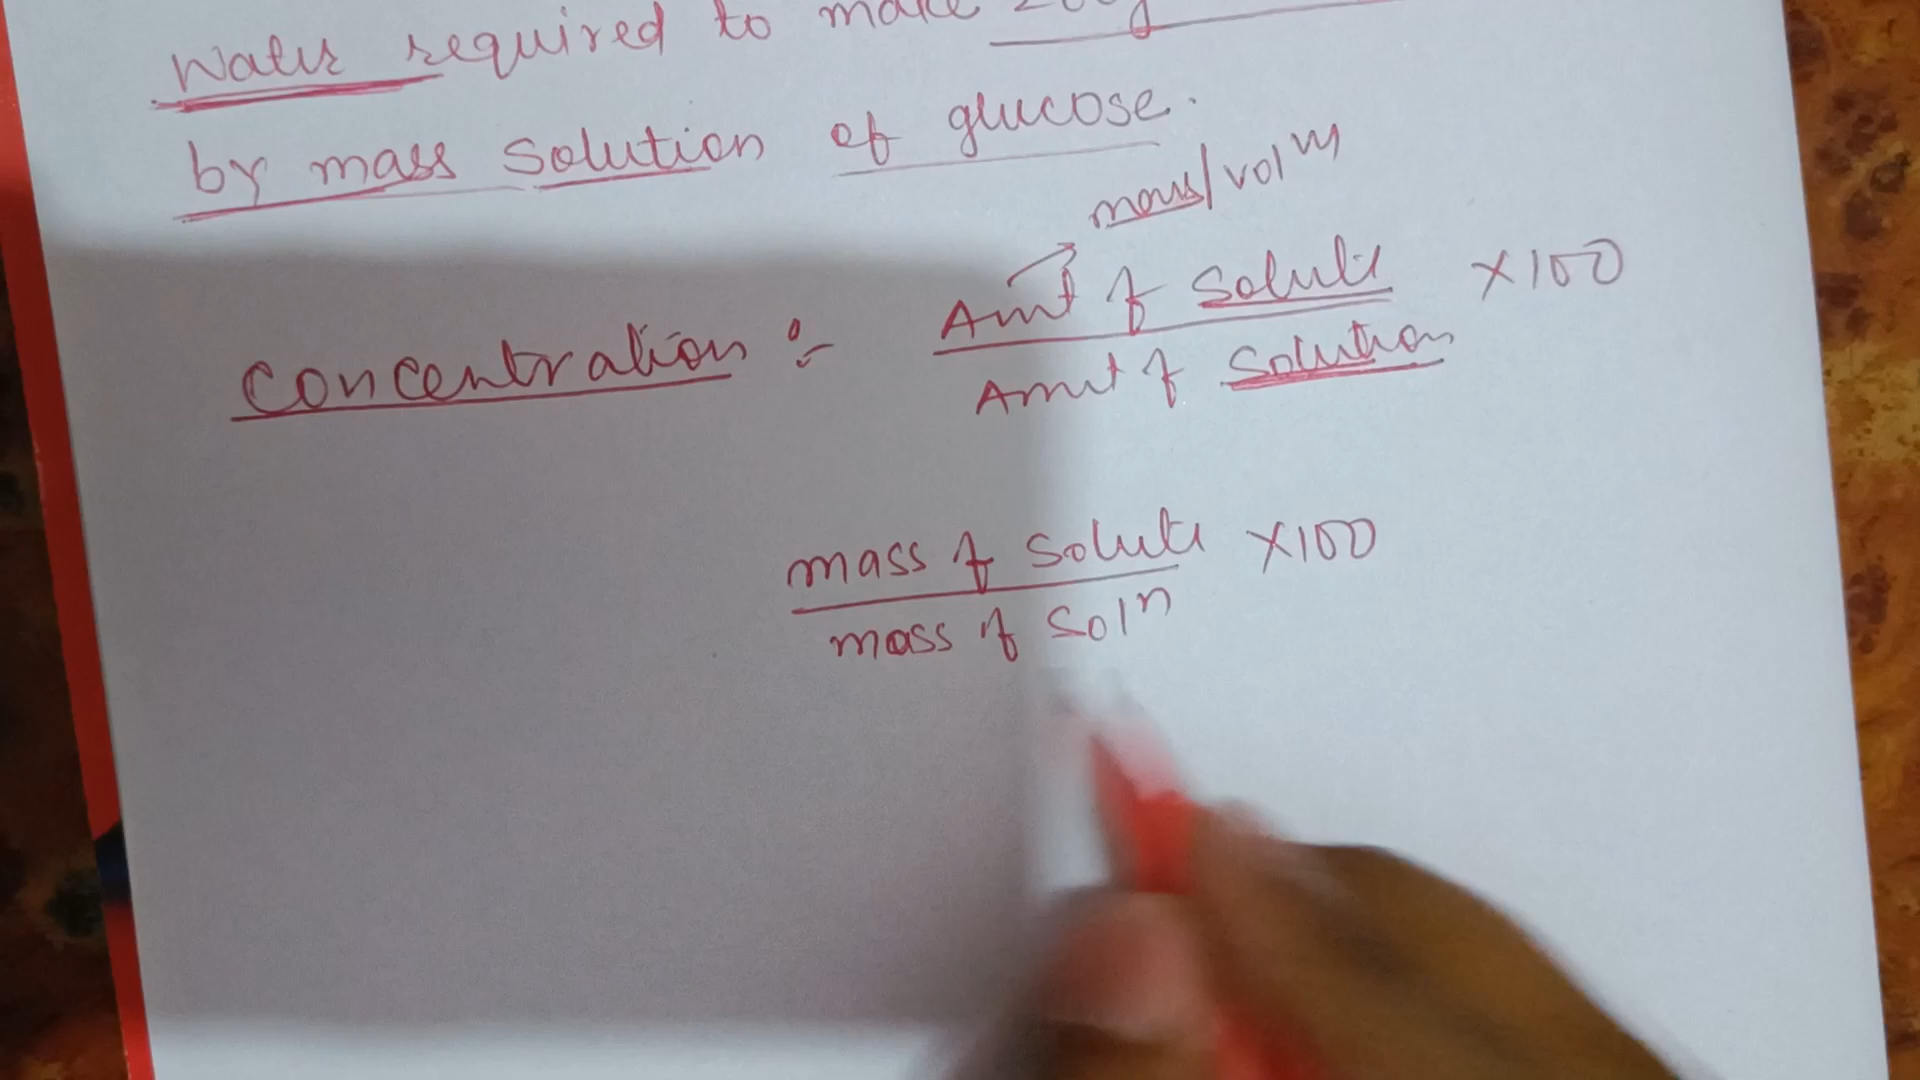 Water required to make
by mass solution of glucose.
mass/volm
Concentration :- Amt of Solute ×100
Amt of Solution
mass of Solute ×100
mass of Soln